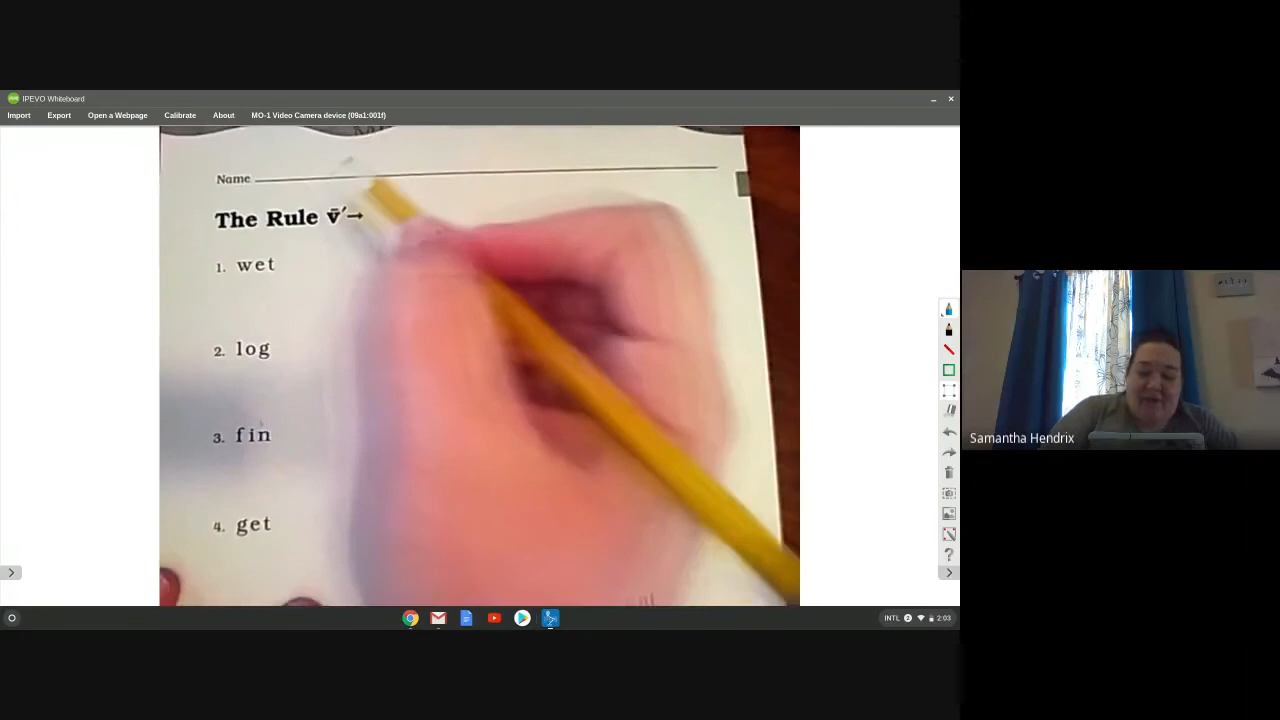 IPEVO Whiteboard
Import Export Open a Webpage Calibrate About MO-1 Video Camera device (09a1:001f)
Name
The Rule v̄′→
1. wet
2. log
3. fin
4. get
Samantha Hendrix
INTL 2 2:03